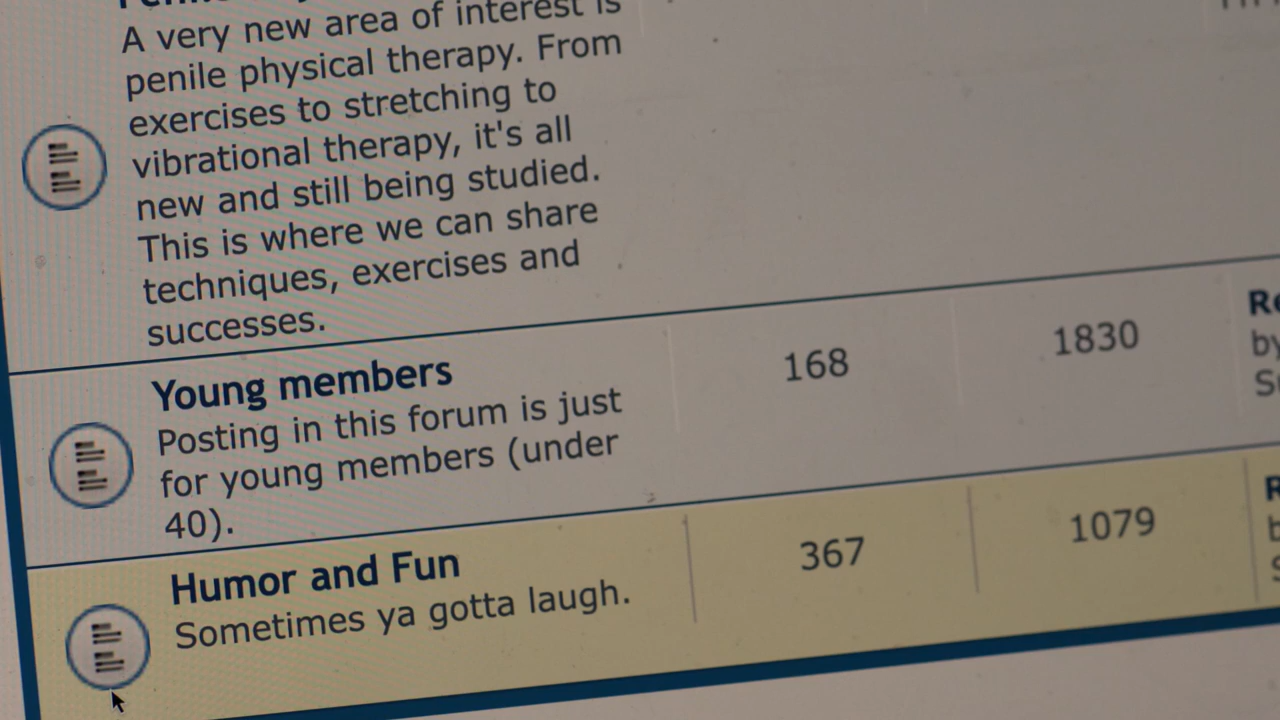 A very new area of interest is
penile physical therapy. From
exercises to stretching to
vibrational therapy, it's all
new and still being studied.
This is where we can share
techniques, exercises and
successes.
Young members
168
1830
Posting in this forum is just
for young members (under
40).
Humor and Fun
367
1079
Sometimes ya gotta laugh.
by